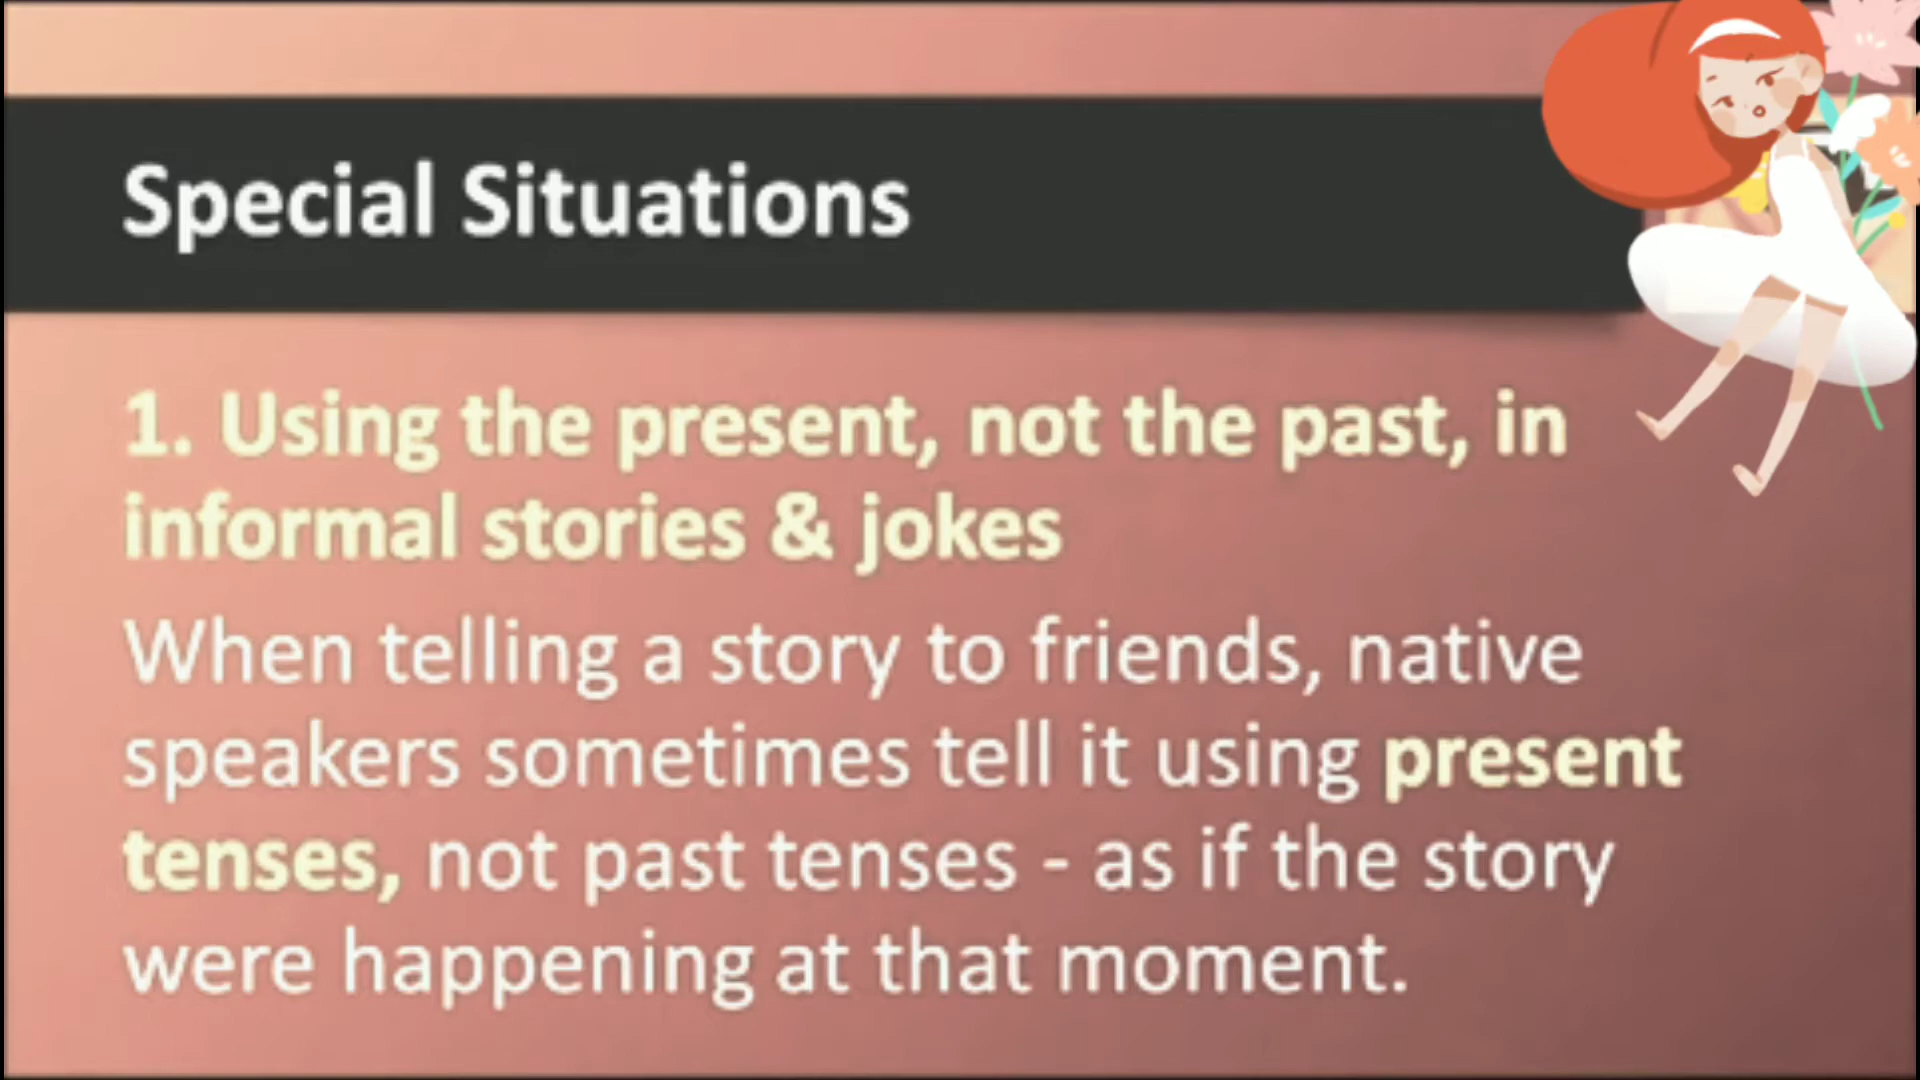 Special Situations
1. Using the present, not the past, in
informal stories & jokes
When telling a story to friends, native
speakers sometimes tell it using present
tenses, not past tenses - as if the story
were happening at that moment.